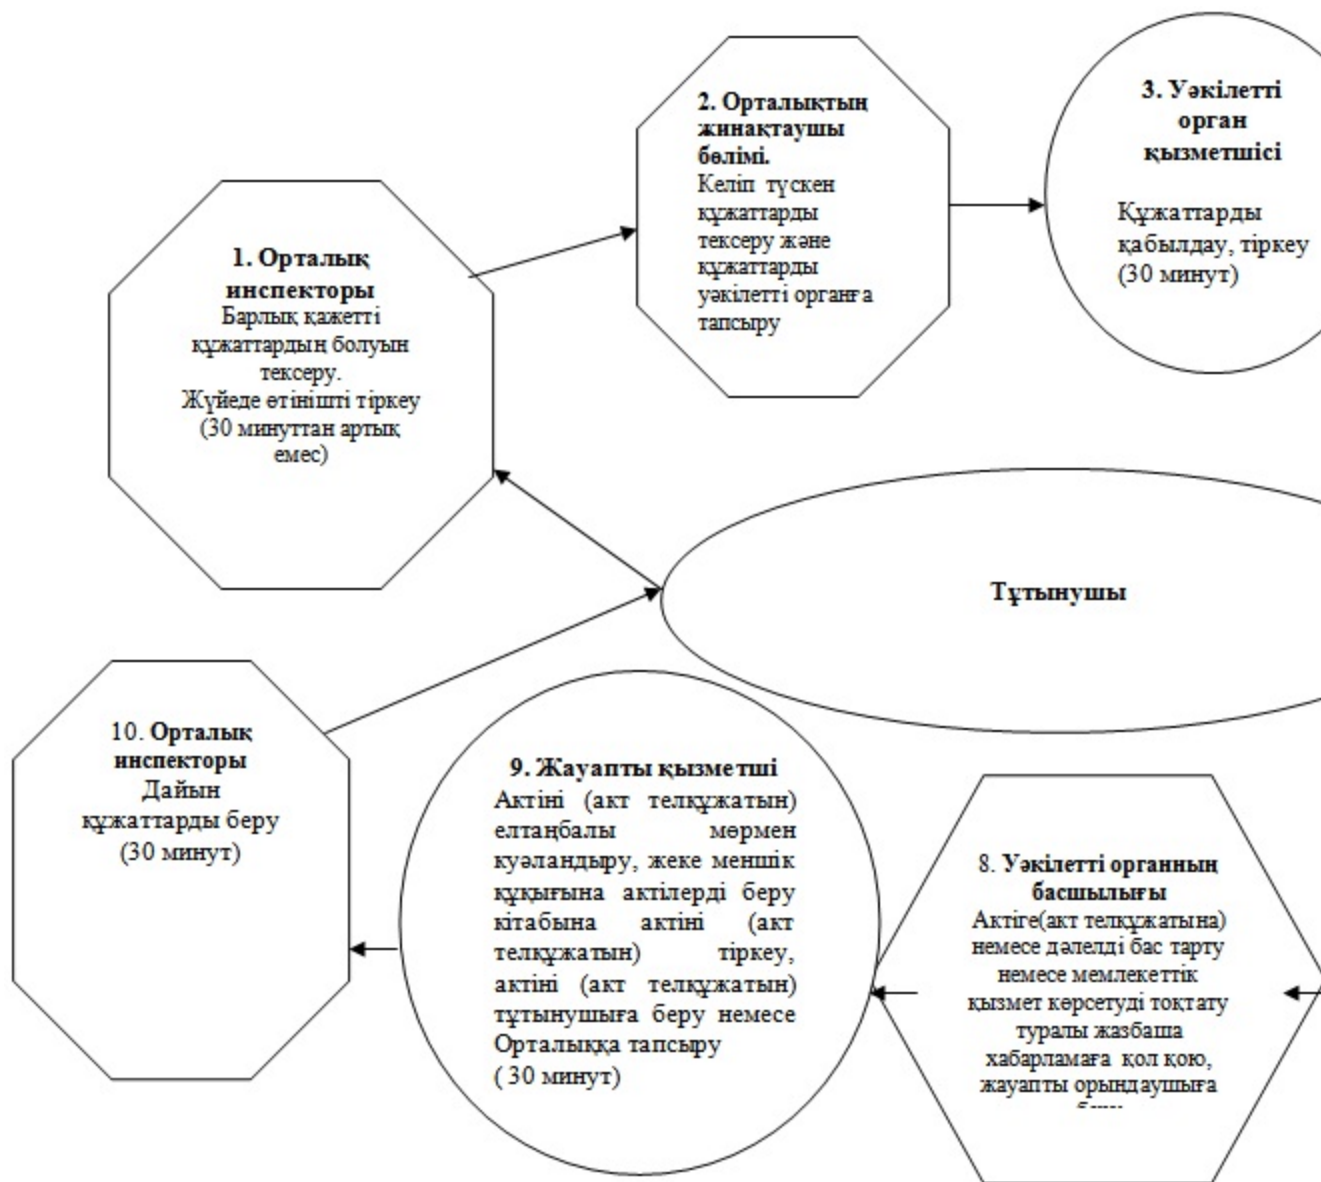 1. Орталық
инспекторы
Барлық қажетті
құжаттардың болуын
тексеру.
Жүйеде өтінішті тіркеу
(30 минуттан артық
емес)
2. Орталықтың
жинақтаушы
бөлімі.
Келіп түскен
құжаттарды
тексеру және
құжаттарды
уәкілетті органға
тапсыру
3. Уәкілетті
орган
қызметшісі
Құжаттарды
қабылдау, тіркеу
(30 минут)
Тұтынушы
10. Орталық
инспекторы
Дайын
құжаттарды беру
(30 минут)
9. Жауапты қызметші
Актіні (акт телқұжатын)
елтаңбалы мөрмен
куәландыру, жеке меншік
құқығына актілерді беру
кітабына актіні (акт
телқұжатын) тіркеу,
актіні (акт телқұжатын)
тұтынушыға беру немесе
Орталыққа тапсыру
( 30 минут)
8. Уәкілетті органның
басшылығы
Актіге(акт телқұжатына)
немесе дәлелді бас тарту
немесе мемлекеттік
қызмет көрсетуді тоқтату
туралы жазбаша
хабарламаға қол қою,
жауапты орындаушыға